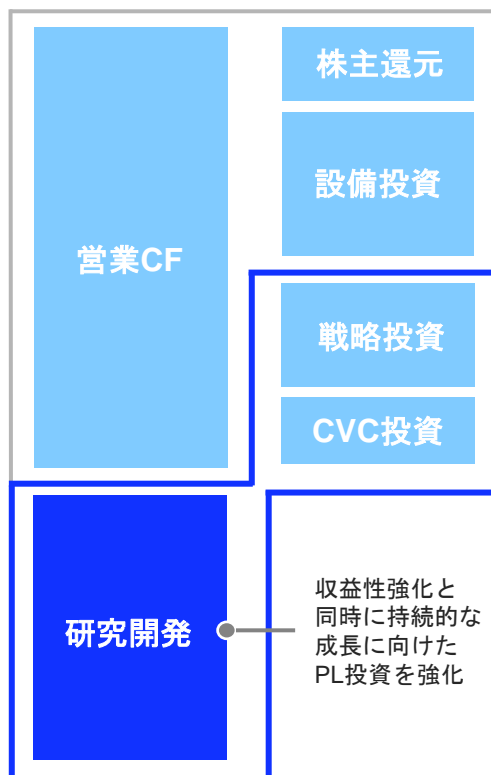 営業CF
株主還元
設備投資
戦略投資
CVC投資
研究開発
収益性強化と
同時に持続的な
成長に向けた
PL投資を強化